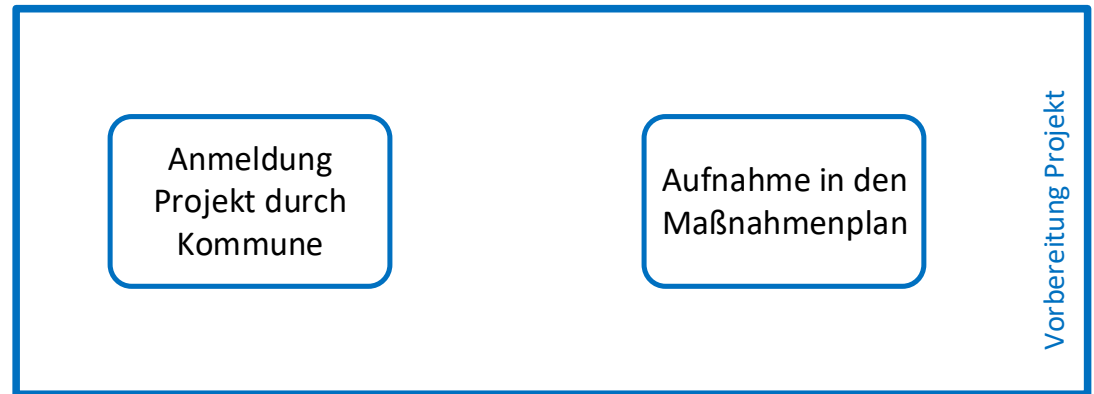 Anmeldung
Projekt durch
Kommune
Aufnahme in den
Maßnahmenplan
Vorbereitung Projekt